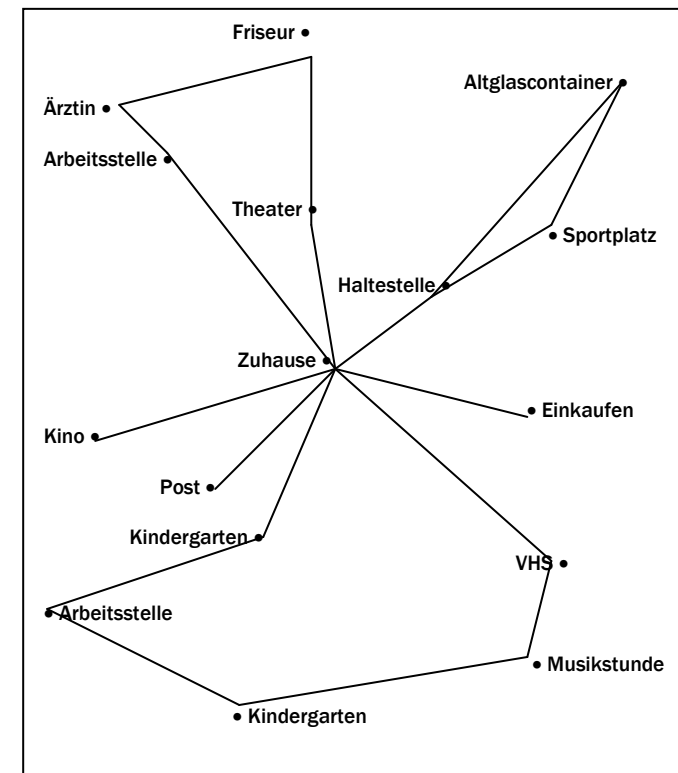 Friseur
Altglascontainer
Ärztin
Arbeitsstelle
Theater
Sportplatz
Haltestelle
Zuhause
Einkaufen
Kino
Post
Kindergarten
VHS
Arbeitsstelle
Musikstunde
Kindergarten